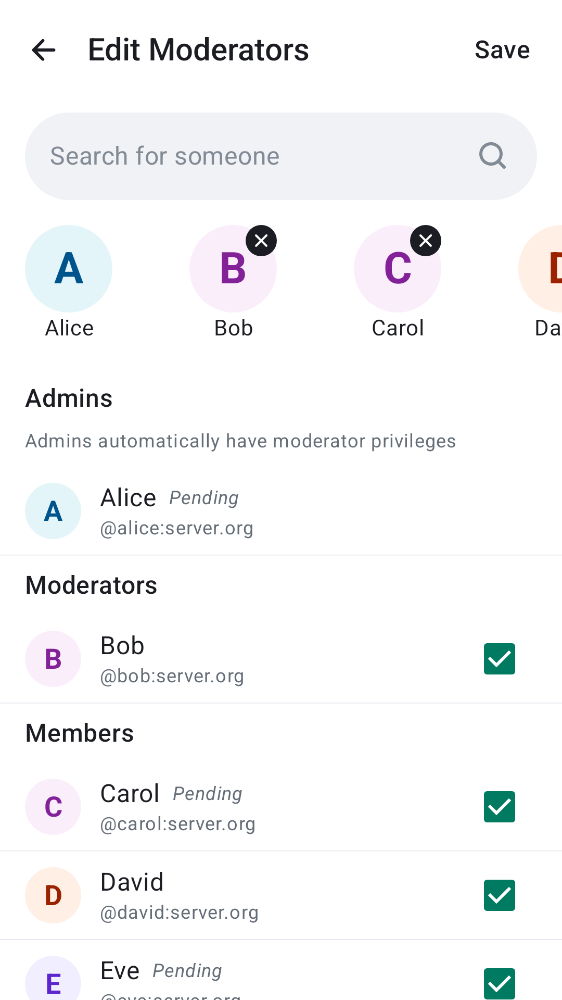 Edit Moderators Save
Search for someone
A B C
Alice Bob Carol Da
Admins
Admins automatically have moderator privileges
A
Alice Pending
@alice:server.org
Moderators
B
Bob
@bob:server.org
Members
C
Carol Pending
@carol:server.org
D
David
@david:server.org
E
Eve Pending